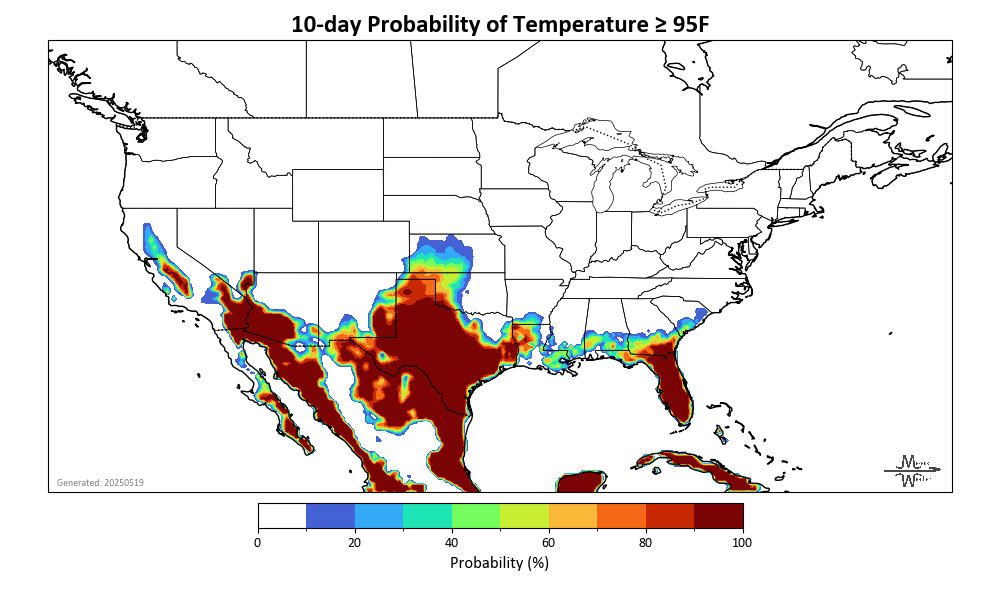 10-day Probability of Temperature ≥ 95F
Generated: 20250519
0 20 40 60 80 100
Probability (%)